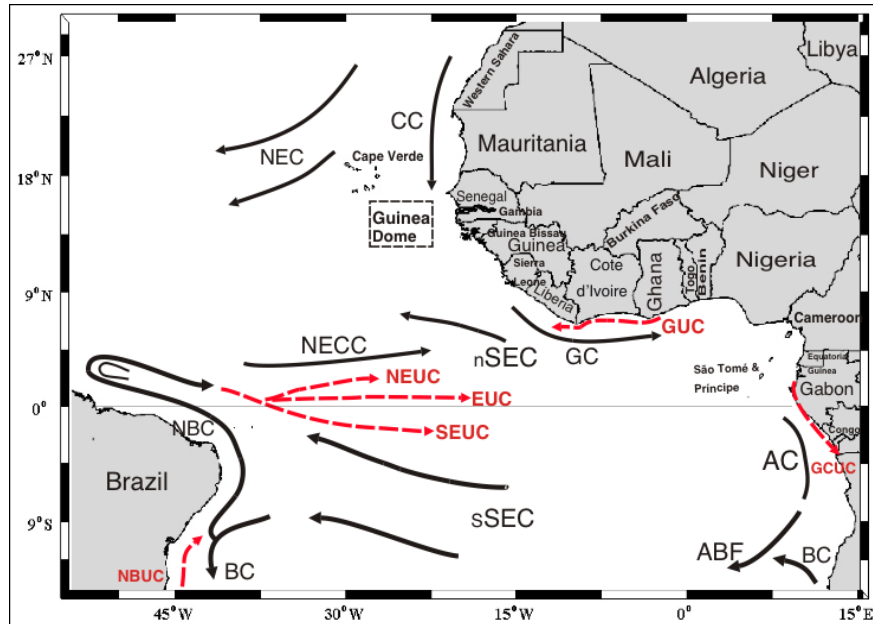 27°N
Western Sahara
Algeria
Libya
CC
Mauritania
Mali
Niger
NEC
Cape Verde
18°N
Senegal
Gambia
Guinea
Dome
Guinea Bissay
Guinea
Burkina Faso
Nigeria
Sierra
Leone
Liberia
Cote
d'Ivoire
Ghana
Togo
Benin
9°N
Cameroon
GUC
NECC
nSEC
GC
NEUC
São Tomé &
Príncipe
Equatoria
Guinea
Gabon
EUC
0°
NBC
SEUC
Congo
AC
GCUC
Brazil
sSEC
9°S
NBUC
BC
ABF
BC
45°W
30°W
15°W
0°
15°E